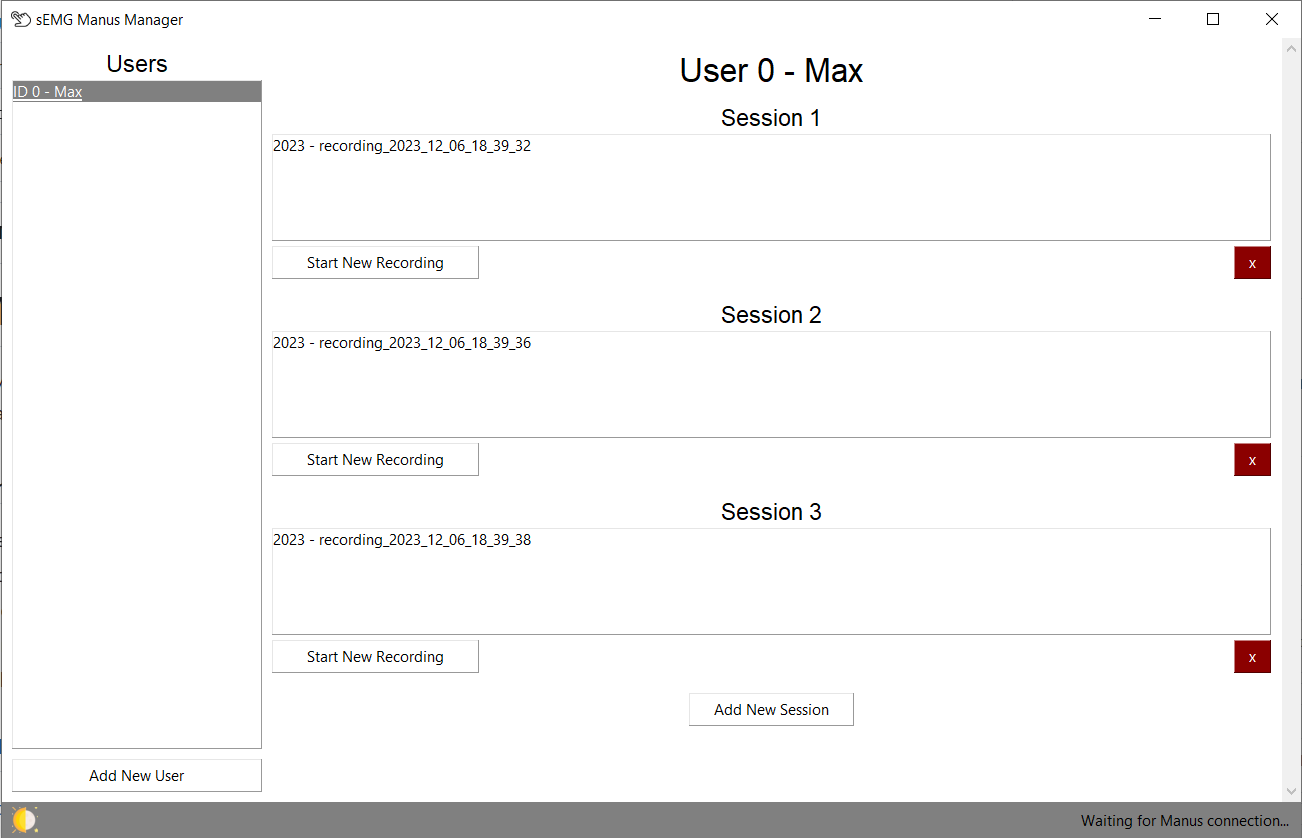 sEMG Manus Manager
Users
ID 0 - Max
Add New User
User 0 - Max
Session 1
2023 - recording_2023_12_06_18_39_32
Start New Recording
x
Session 2
2023 - recording_2023_12_06_18_39_36
Start New Recording
x
Session 3
2023 - recording_2023_12_06_18_39_38
Start New Recording
x
Add New Session
Waiting for Manus connection...